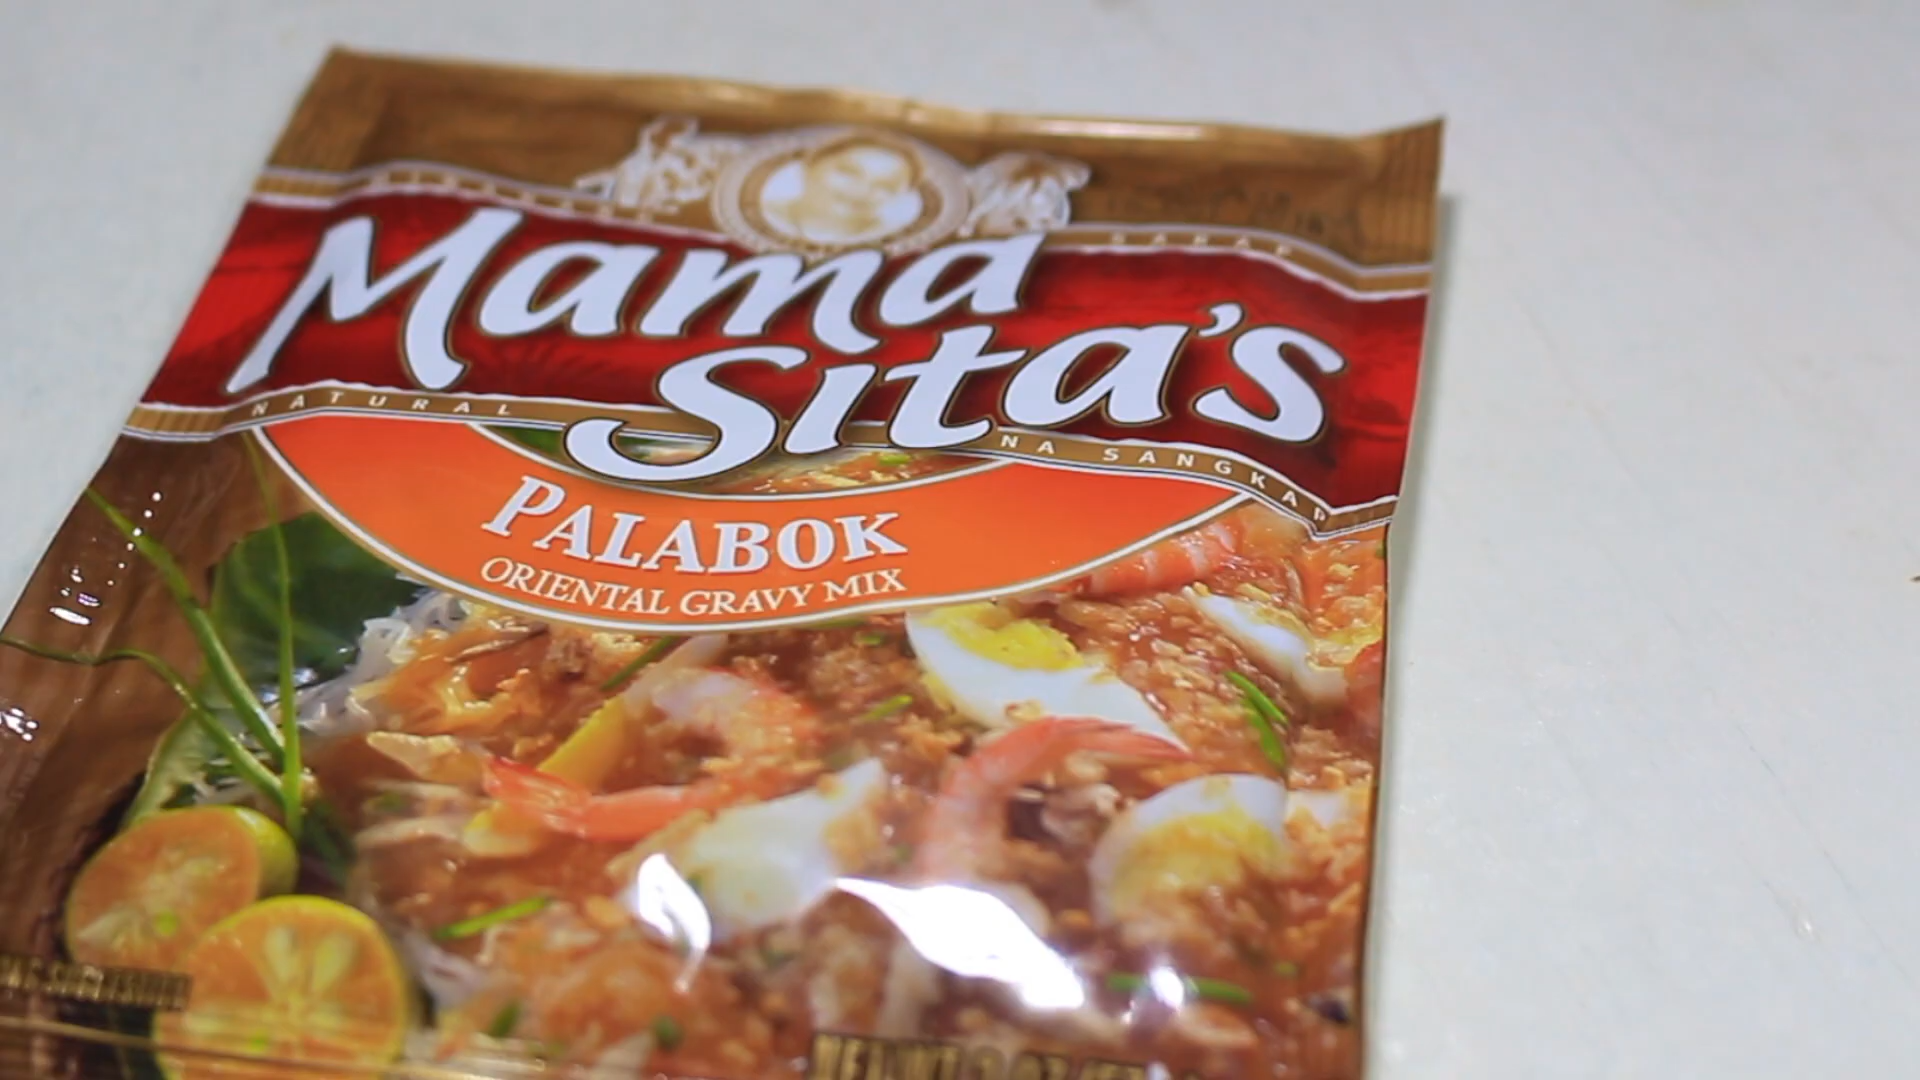 Mama
Sita's
NATURAL NA SANGKAP
PALABOK
ORIENTAL GRAVY MIX